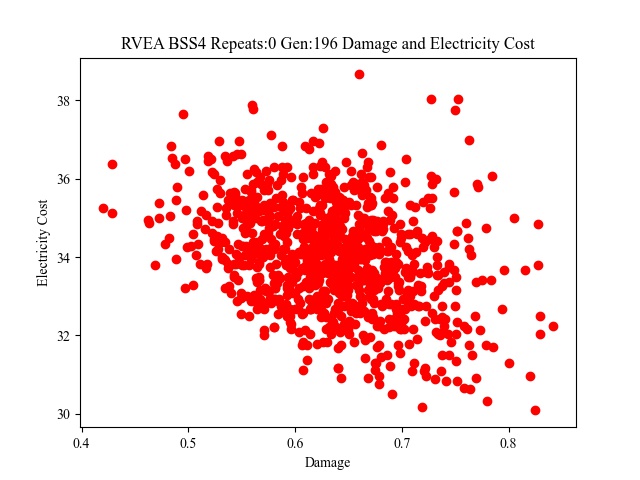 RVEA BSS4 Repeats:0 Gen:196 Damage and Electricity Cost
38
36
34
32
30
Electricity Cost
0.4 0.5 0.6 0.7 0.8
Damage